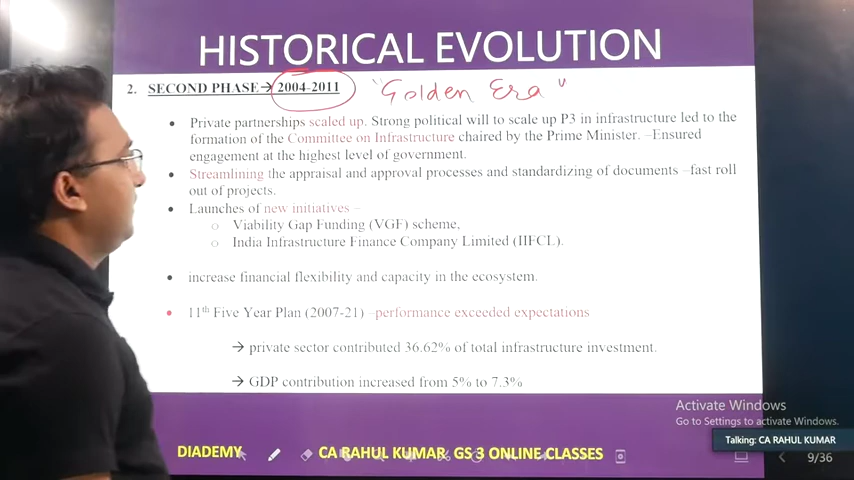 HISTORICAL EVOLUTION
2. SECOND PHASE→ 2004-2011 "Golden Era"
• Private partnerships scaled up. Strong political will to scale up P3 in infrastructure led to the
formation of the Committee on Infrastructure chaired by the Prime Minister. –Ensured
engagement at the highest level of government.
• Streamlining the appraisal and approval processes and standardizing of documents –fast roll
out of projects.
• Launches of new initiatives –
o Viability Gap Funding (VGF) scheme,
o India Infrastructure Finance Company Limited (IIFCL).
• increase financial flexibility and capacity in the ecosystem.
• 11th Five Year Plan (2007-21) –performance exceeded expectations
→ private sector contributed 36.62% of total infrastructure investment.
→ GDP contribution increased from 5% to 7.3%
Activate Windows
Go to Settings to activate Windows.
Talking: CA RAHUL KUMAR
DIADEMY CA RAHUL KUMAR, GS 3 ONLINE CLASSES
9/36